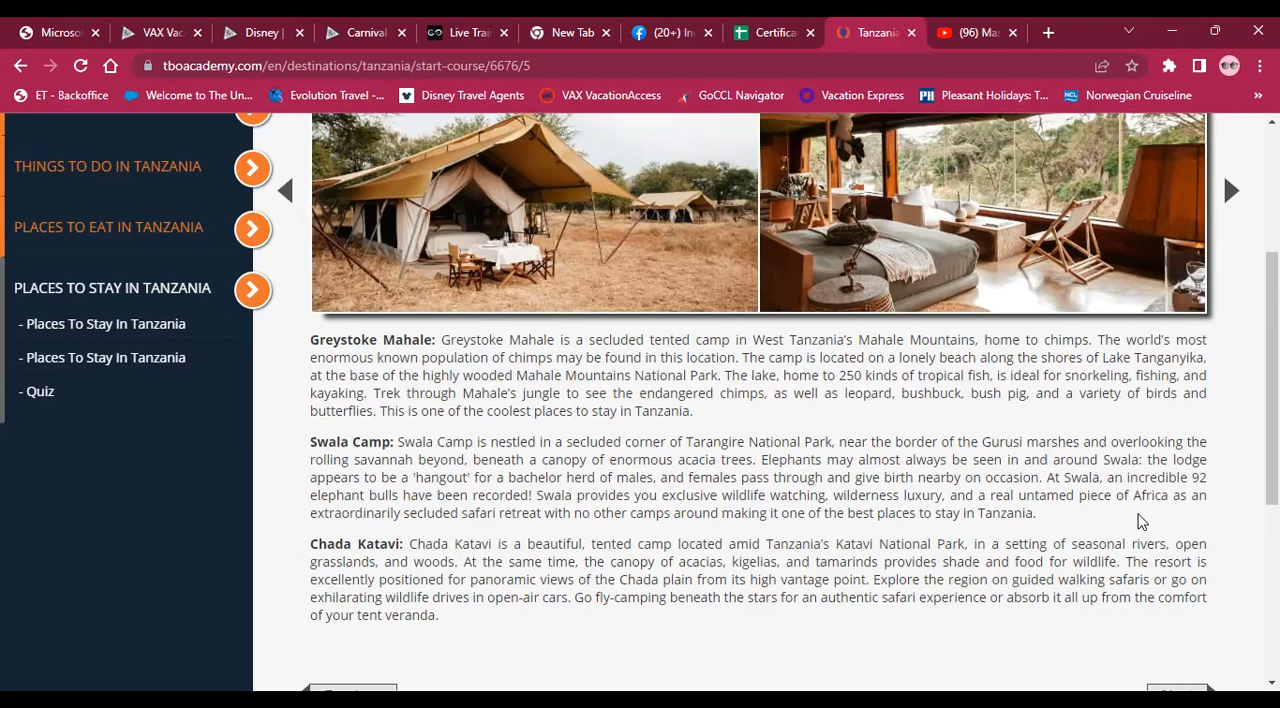 Microso
VAX Vac
Disney |
Carnival
Live Trai
New Tab
(20+) In
Certifica
Tanzania
(96) Ma
tboacademy.com/en/destinations/tanzania/start-course/6676/5
ET - Backoffice
Welcome to The Un...
Evolution Travel -...
Disney Travel Agents
VAX VacationAccess
GoCCL Navigator
Vacation Express
Pleasant Holidays: T...
Norwegian Cruiseline
»
THINGS TO DO IN TANZANIA
PLACES TO EAT IN TANZANIA
PLACES TO STAY IN TANZANIA
- Places To Stay In Tanzania
- Places To Stay In Tanzania
- Quiz
Greystoke Mahale: Greystoke Mahale is a secluded tented camp in West Tanzania's Mahale Mountains, home to chimps. The world's most
enormous known population of chimps may be found in this location. The camp is located on a lonely beach along the shores of Lake Tanganyika,
at the base of the highly wooded Mahale Mountains National Park. The lake, home to 250 kinds of tropical fish, is ideal for snorkeling, fishing, and
kayaking. Trek through Mahale's jungle to see the endangered chimps, as well as leopard, bushbuck, bush pig, and a variety of birds and
butterflies. This is one of the coolest places to stay in Tanzania.
Swala Camp: Swala Camp is nestled in a secluded corner of Tarangire National Park, near the border of the Gurusi marshes and overlooking the
rolling savannah beyond, beneath a canopy of enormous acacia trees. Elephants may almost always be seen in and around Swala: the lodge
appears to be a 'hangout' for a bachelor herd of males, and females pass through and give birth nearby on occasion. At Swala, an incredible 92
elephant bulls have been recorded! Swala provides you exclusive wildlife watching, wilderness luxury, and a real untamed piece of Africa as an
extraordinarily secluded safari retreat with no other camps around making it one of the best places to stay in Tanzania.
Chada Katavi: Chada Katavi is a beautiful, tented camp located amid Tanzania's Katavi National Park, in a setting of seasonal rivers, open
grasslands, and woods. At the same time, the canopy of acacias, kigelias, and tamarinds provides shade and food for wildlife. The resort is
excellently positioned for panoramic views of the Chada plain from its high vantage point. Explore the region on guided walking safaris or go on
exhilarating wildlife drives in open-air cars. Go fly-camping beneath the stars for an authentic safari experience or absorb it all up from the comfort
of your tent veranda.